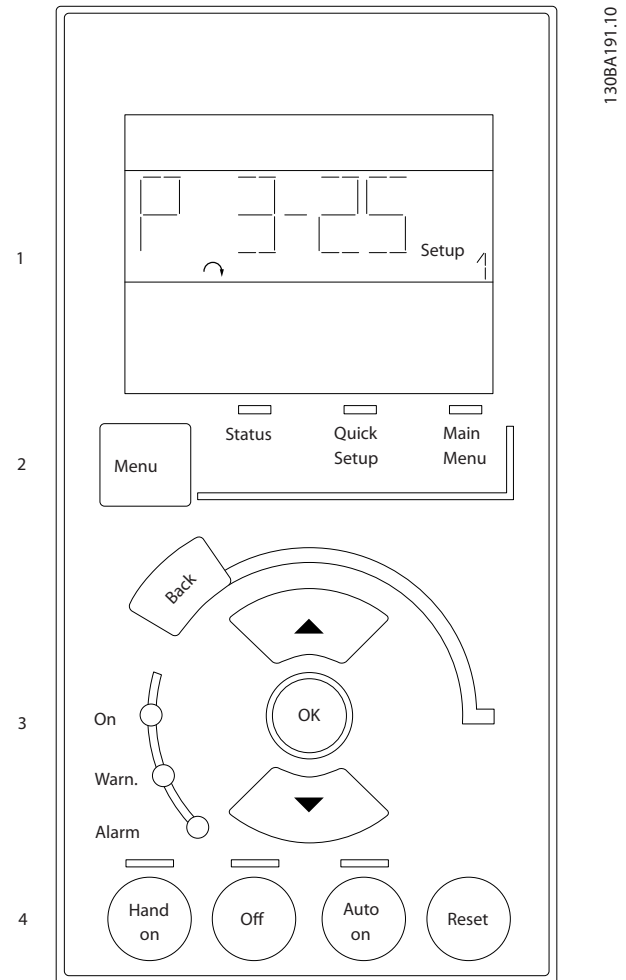 130BA191.10
P 3-25
1
Setup 1
Status
Quick Setup
Main Menu
2
Menu
Back
OK
3
On
Warn.
Alarm
4
Hand on
Off
Auto on
Reset